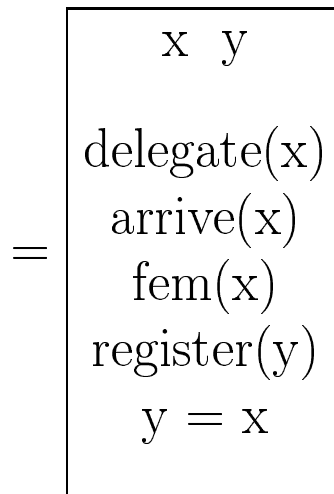 x y
delegate(x)
arrive(x)
= fem(x)
register(y)
y = x